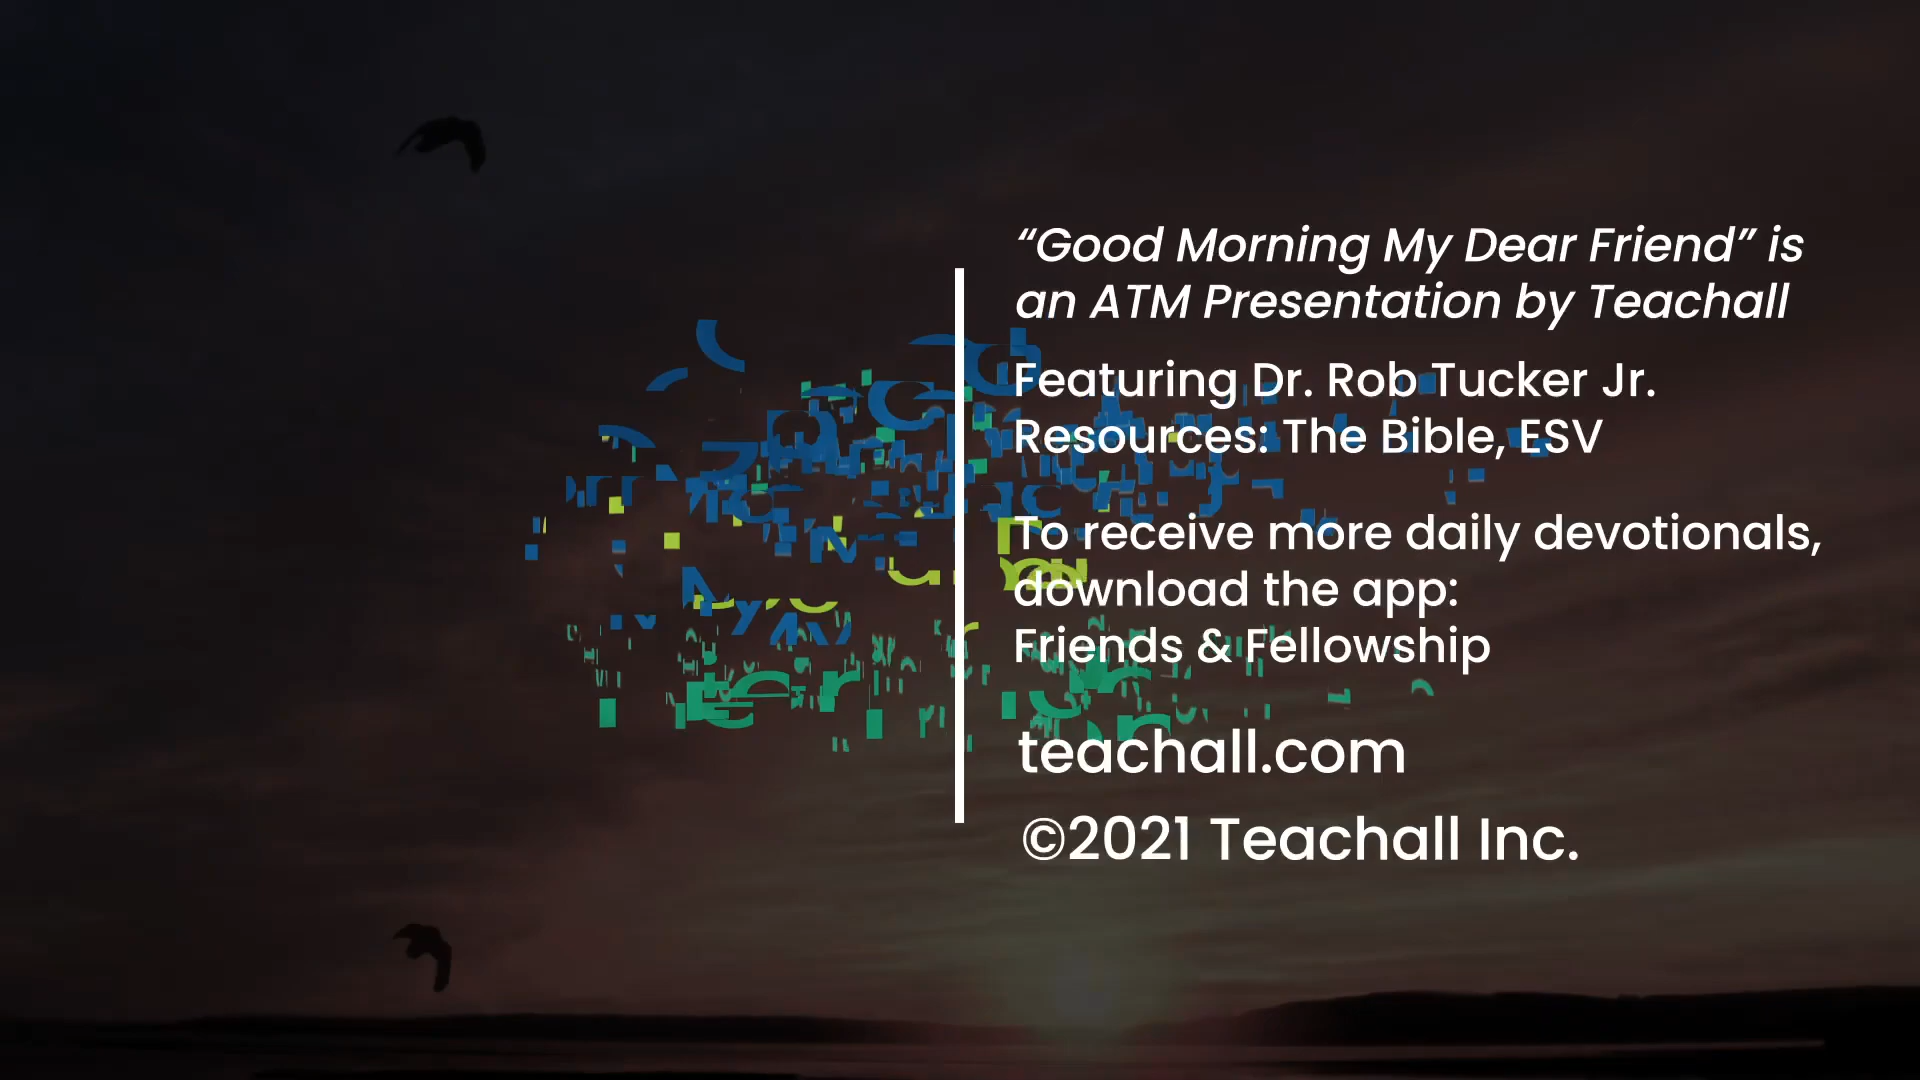 “Good Morning My Dear Friend” is
an ATM Presentation by Teachall
Featuring Dr. Rob Tucker Jr.
Resources: The Bible, ESV
To receive more daily devotionals,
download the app:
Friends & Fellowship
teachall.com
©2021 Teachall Inc.